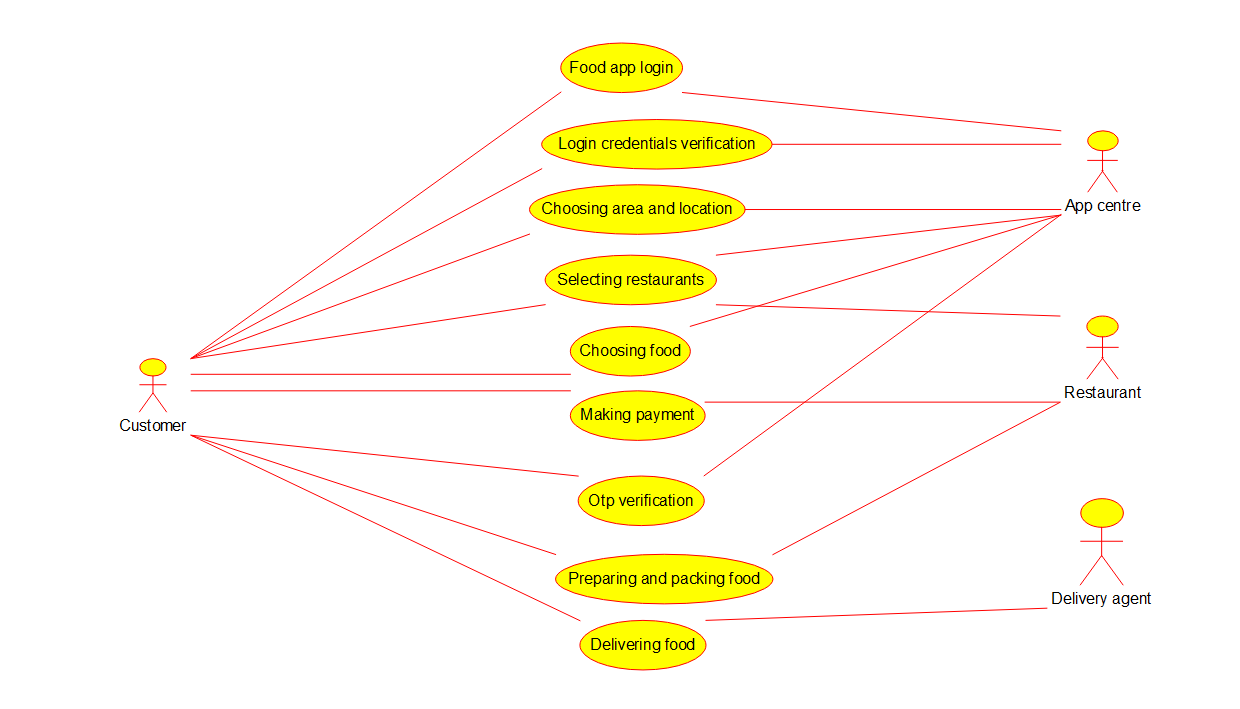 Food app login
Login credentials verification
App centre
Choosing area and location
Selecting restaurants
Choosing food
Restaurant
Making payment
Customer
Otp verification
Preparing and packing food
Delivery agent
Delivering food